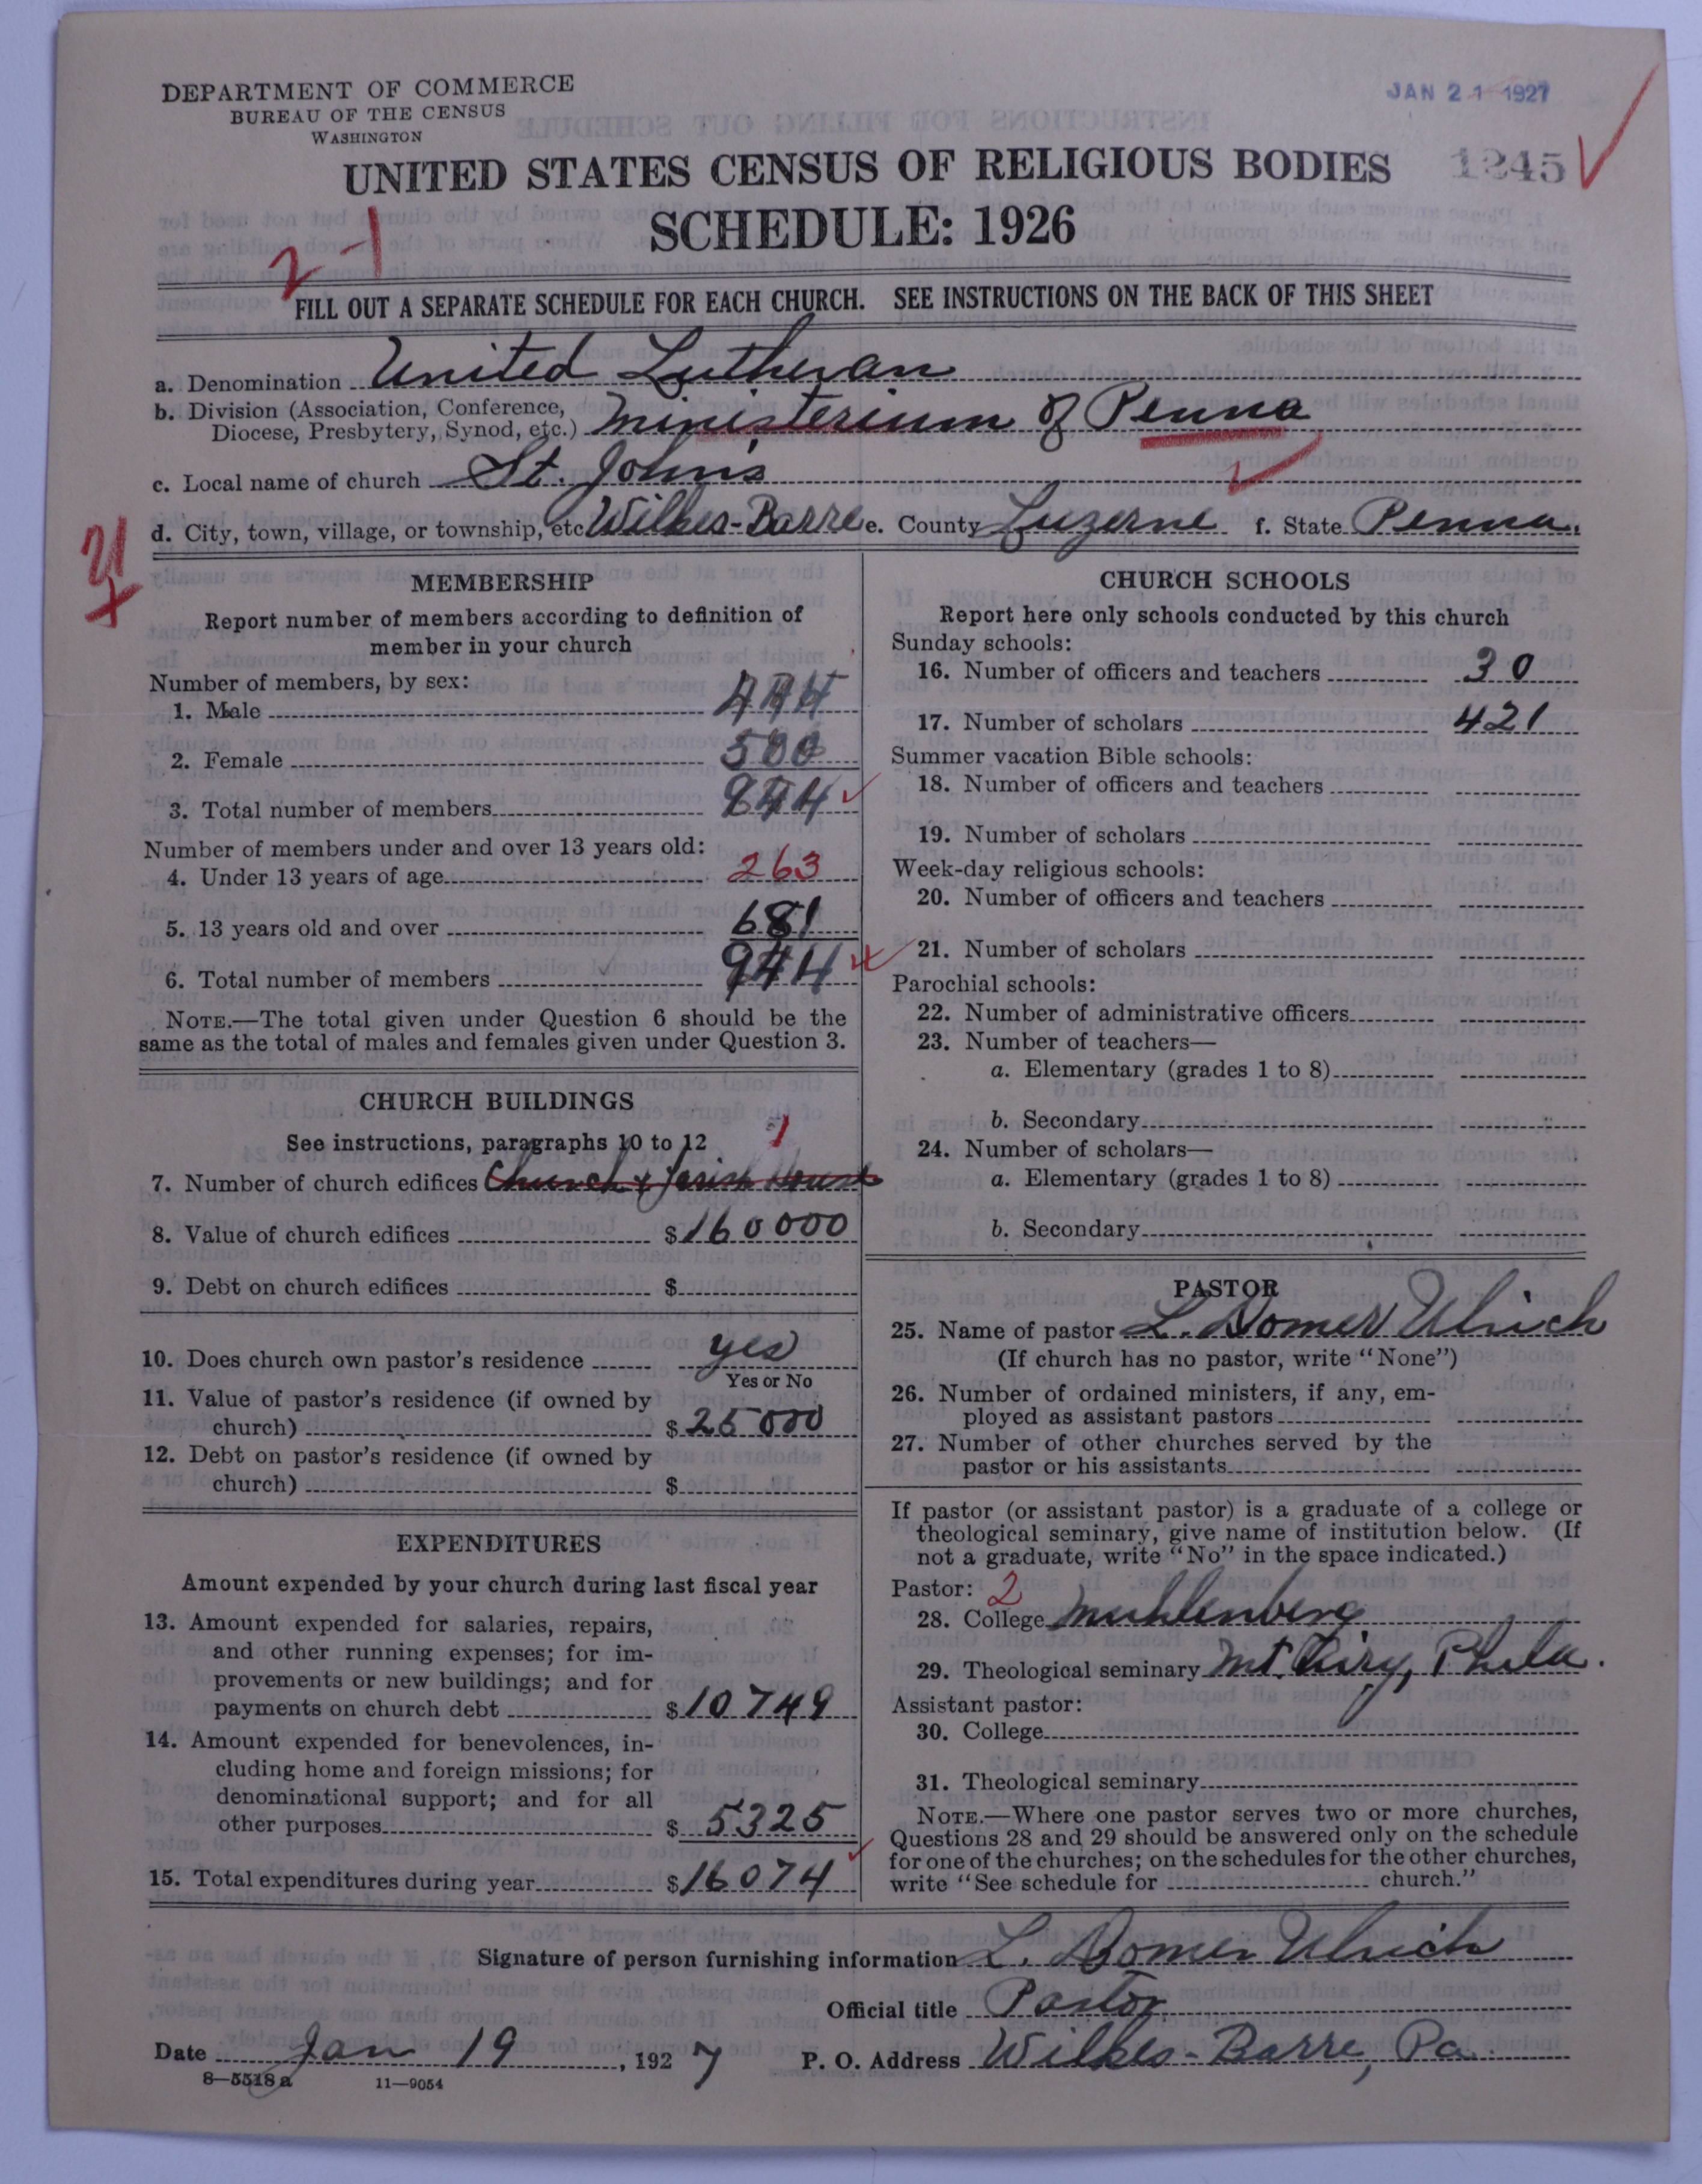 DEPARTMENT OF COMMERCE
BUREAU OF THE CENSUS
WASHINGTON
JAN 21 1927
UNITED STATES CENSUS OF RELIGIOUS BODIES
1245
SCHEDULE: 1926
2-1
FILL OUT A SEPARATE SCHEDULE FOR EACH CHURCH. SEE INSTRUCTIONS ON THE BACK OF THIS SHEET
a. Denomination United Lutheran
b. Division (Association, Conference, Diocese, Presbytery, Synod, etc.) Ministerium of Penna
c. Local name of church St. John's
d. City, town, village, or township, etc Wilkes-Barre e. County Luzerne f. State Penna.
MEMBERSHIP
Report number of members according to definition of
member in your church
Number of members, by sex:
1. Male 444
2. Female 500
3. Total number of members 944
Number of members under and over 13 years old:
4. Under 13 years of age 263
5. 13 years old and over 681
6. Total number of members 944
NOTE.—The total given under Question 6 should be the
same as the total of males and females given under Question 3.
CHURCH BUILDINGS
See instructions, paragraphs 10 to 12
1
7. Number of church edifices Church & Parish House
8. Value of church edifices $160000
9. Debt on church edifices $
10. Does church own pastor's residence yes
Yes or No
11. Value of pastor's residence (if owned by
church) $25000
12. Debt on pastor's residence (if owned by
church) $
EXPENDITURES
Amount expended by your church during last fiscal year
13. Amount expended for salaries, repairs,
and other running expenses; for im-
provements or new buildings; and for
payments on church debt $10749
14. Amount expended for benevolences, in-
cluding home and foreign missions; for
denominational support; and for all
other purposes $5325
15. Total expenditures during year $16074
CHURCH SCHOOLS
Report here only schools conducted by this church
Sunday schools:
16. Number of officers and teachers 30
17. Number of scholars 421
Summer vacation Bible schools:
18. Number of officers and teachers
19. Number of scholars
Week-day religious schools:
20. Number of officers and teachers
21. Number of scholars
Parochial schools:
22. Number of administrative officers
23. Number of teachers—
a. Elementary (grades 1 to 8)
b. Secondary
24. Number of scholars—
a. Elementary (grades 1 to 8)
b. Secondary
PASTOR
25. Name of pastor L. Domer Ulrich
(If church has no pastor, write "None")
26. Number of ordained ministers, if any, em-
ployed as assistant pastors
27. Number of other churches served by the
pastor or his assistants
If pastor (or assistant pastor) is a graduate of a college or
theological seminary, give name of institution below. (If
not a graduate, write "No" in the space indicated.)
Pastor: 2
28. College Muhlenberg
29. Theological seminary Mt. Airy, Phila.
Assistant pastor:
30. College
31. Theological seminary
NOTE.—Where one pastor serves two or more churches,
Questions 28 and 29 should be answered only on the schedule
for one of the churches; on the schedules for the other churches,
write "See schedule for church."
Signature of person furnishing information L. Domer Ulrich
Official title Pastor
Date Jan 19, 1927 P. O. Address Wilkes-Barre, Pa.
8—5518 a 11—9054